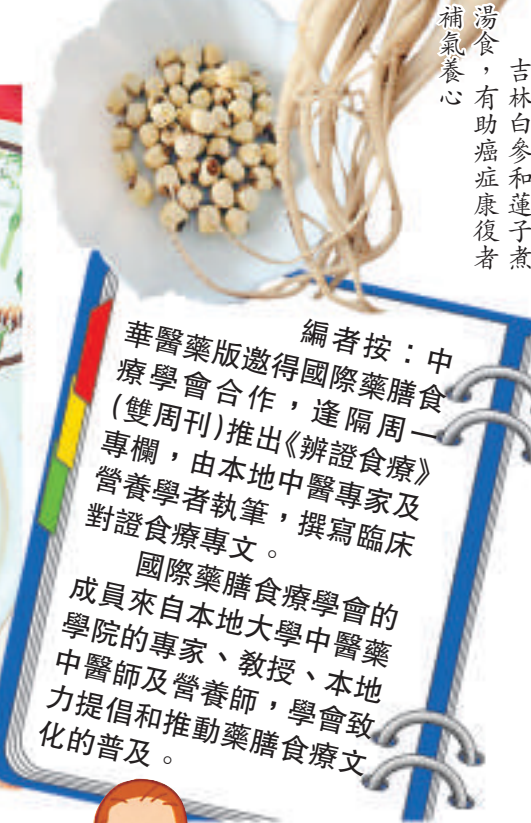 吉林白參和蓮子煮
湯食，有助癌症康復者
補氣養心
編者按：中
華醫藥版邀得國際藥膳食
療學會合作，逢隔周一
(雙周刊)推出《辨證食療》
專欄，由本地中醫專家及
營養學者執筆，撰寫臨床
對證食療專文。
國際藥膳食療學會的
成員來自本地大學中醫藥
學院的專家、教授、本地
中醫師及營養師，學會致
力提倡和推動藥膳食療文
化的普及。